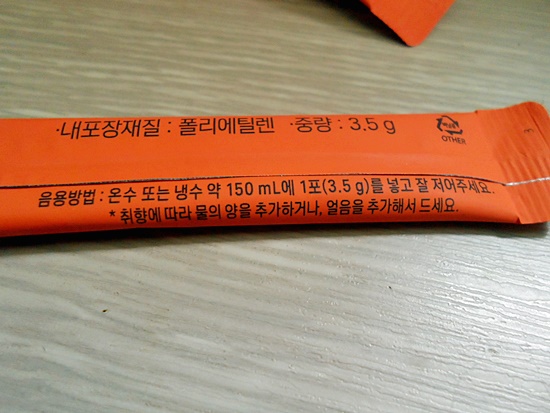 ·내포장재질 : 폴리에틸렌 ·중량 : 3.5 g
OTHER
음용방법 : 온수 또는 냉수 약 150 mL에 1포(3.5 g)를 넣고 잘 저어주세요.
* 취향에 따라 물의 양을 추가하거나, 얼음을 추가해서 드세요.